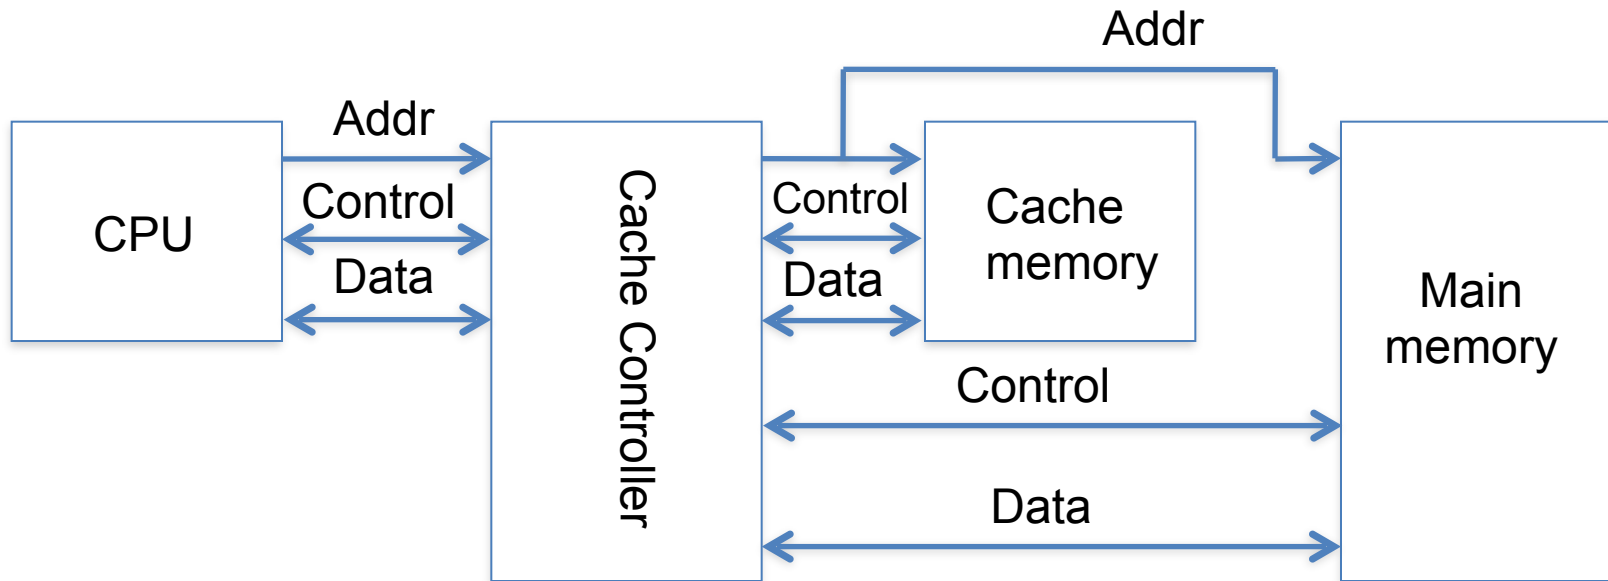 Addr
Addr
CPU
Control
Data
Cache Controller
Control
Data
Cache
memory
Main
memory
Control
Data